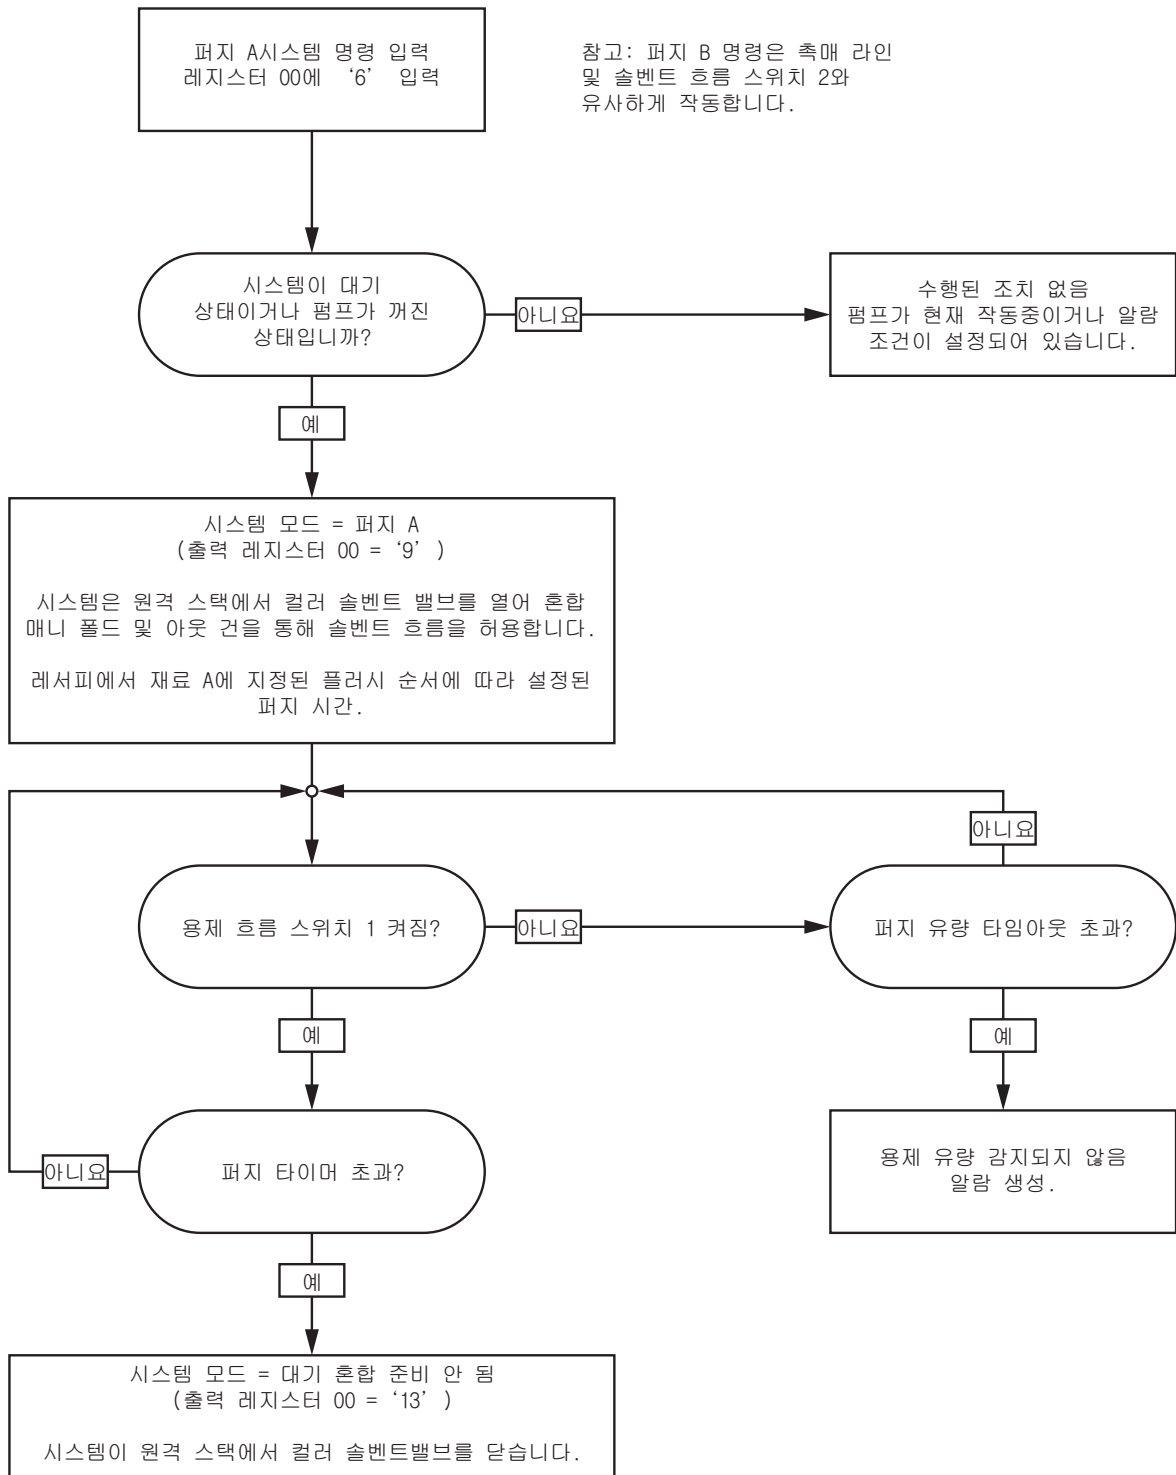 퍼지 A시스템 명령 입력
레지스터 00에 ‘6’ 입력
참고: 퍼지 B 명령은 촉매 라인
및 솔벤트 흐름 스위치 2와
유사하게 작동합니다.
시스템이 대기
상태이거나 펌프가 꺼진
상태입니까?
아니요
수행된 조치 없음
펌프가 현재 작동중이거나 알람
조건이 설정되어 있습니다.
예
시스템 모드 = 퍼지 A
(출력 레지스터 00 = ‘9’ )
시스템은 원격 스택에서 컬러 솔벤트 밸브를 열어 혼합
매니 폴드 및 아웃 건을 통해 솔벤트 흐름을 허용합니다.
레서피에서 재료 A에 지정된 플러시 순서에 따라 설정된
퍼지 시간.
아니요
용제 흐름 스위치 1 켜짐?
아니요
퍼지 유량 타임아웃 초과?
예
예
퍼지 타이머 초과?
아니요
용제 유량 감지되지 않음
알람 생성.
예
시스템 모드 = 대기 혼합 준비 안 됨
(출력 레지스터 00 = ‘13’ )
시스템이 원격 스택에서 컬러 솔벤트밸브를 닫습니다.